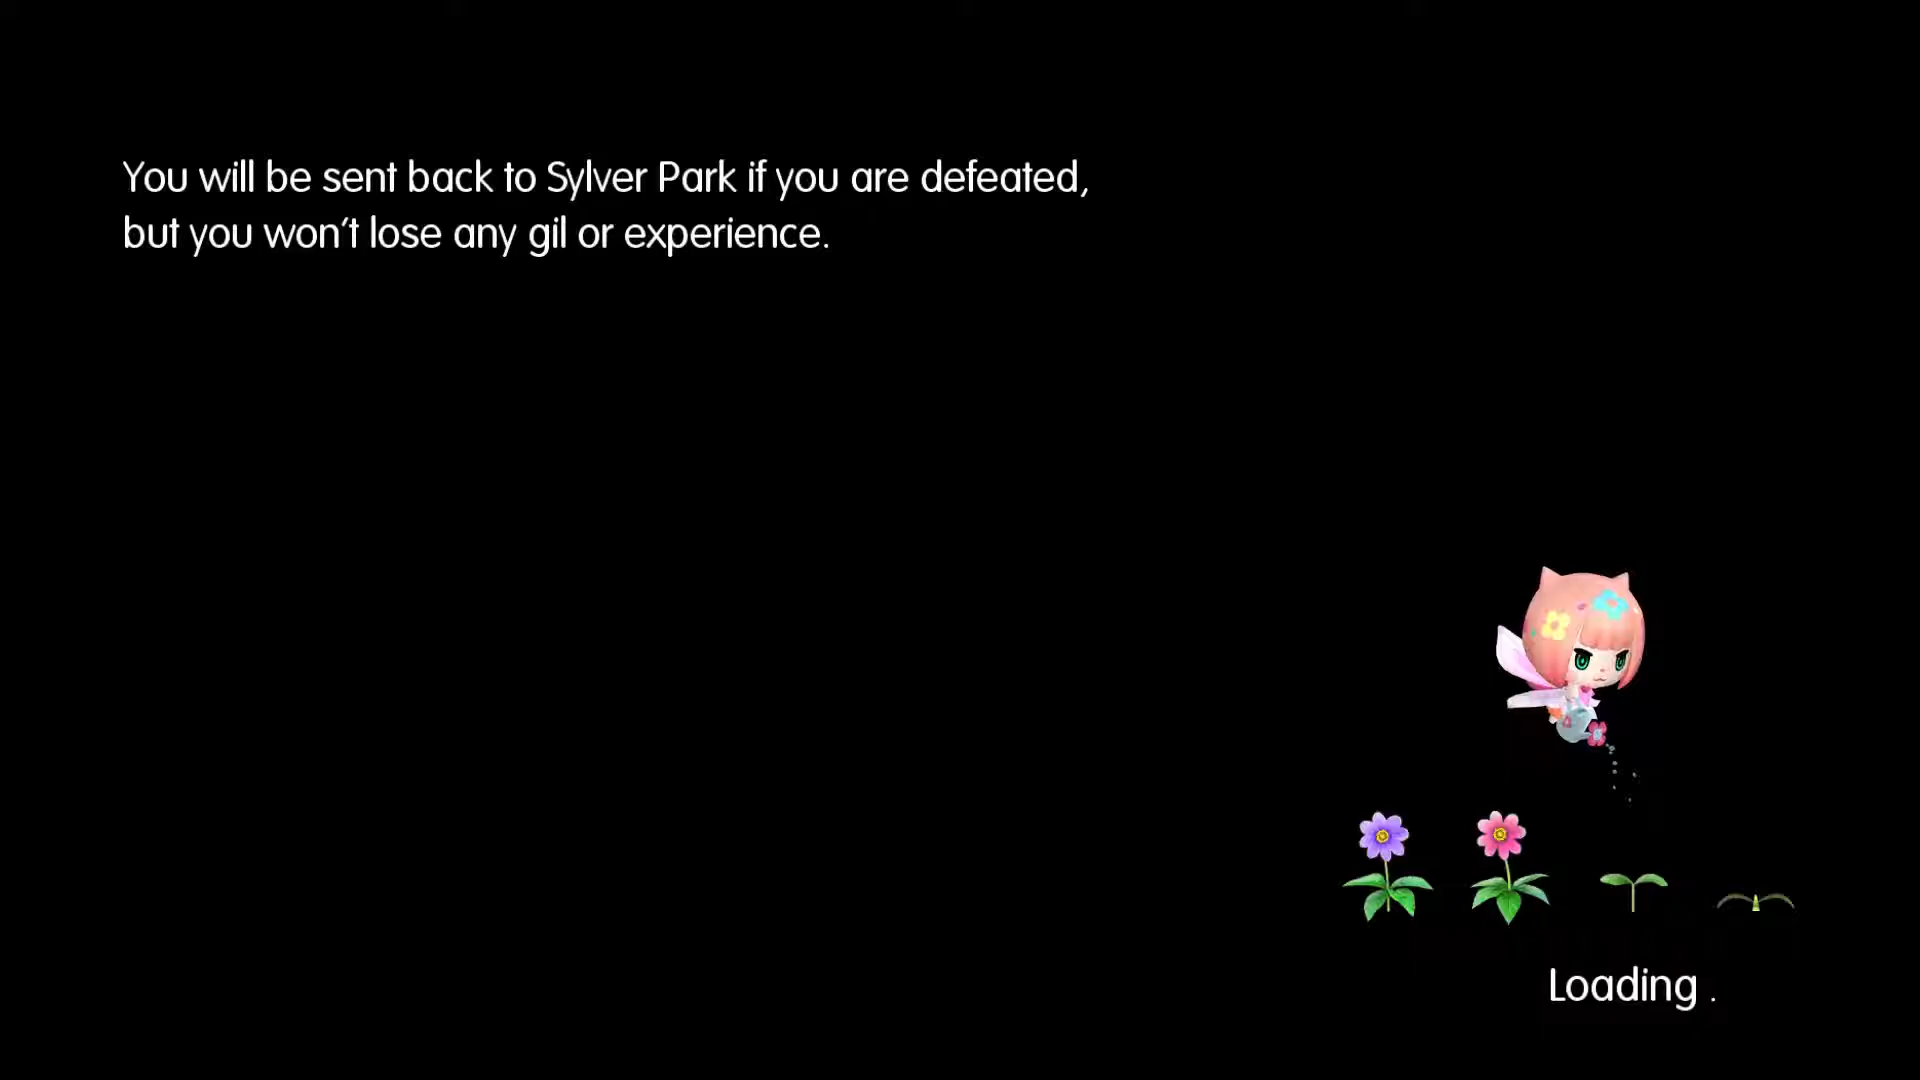 You will be sent back to Sylver Park if you are defeated,
but you won't lose any gil or experience.
Loading .